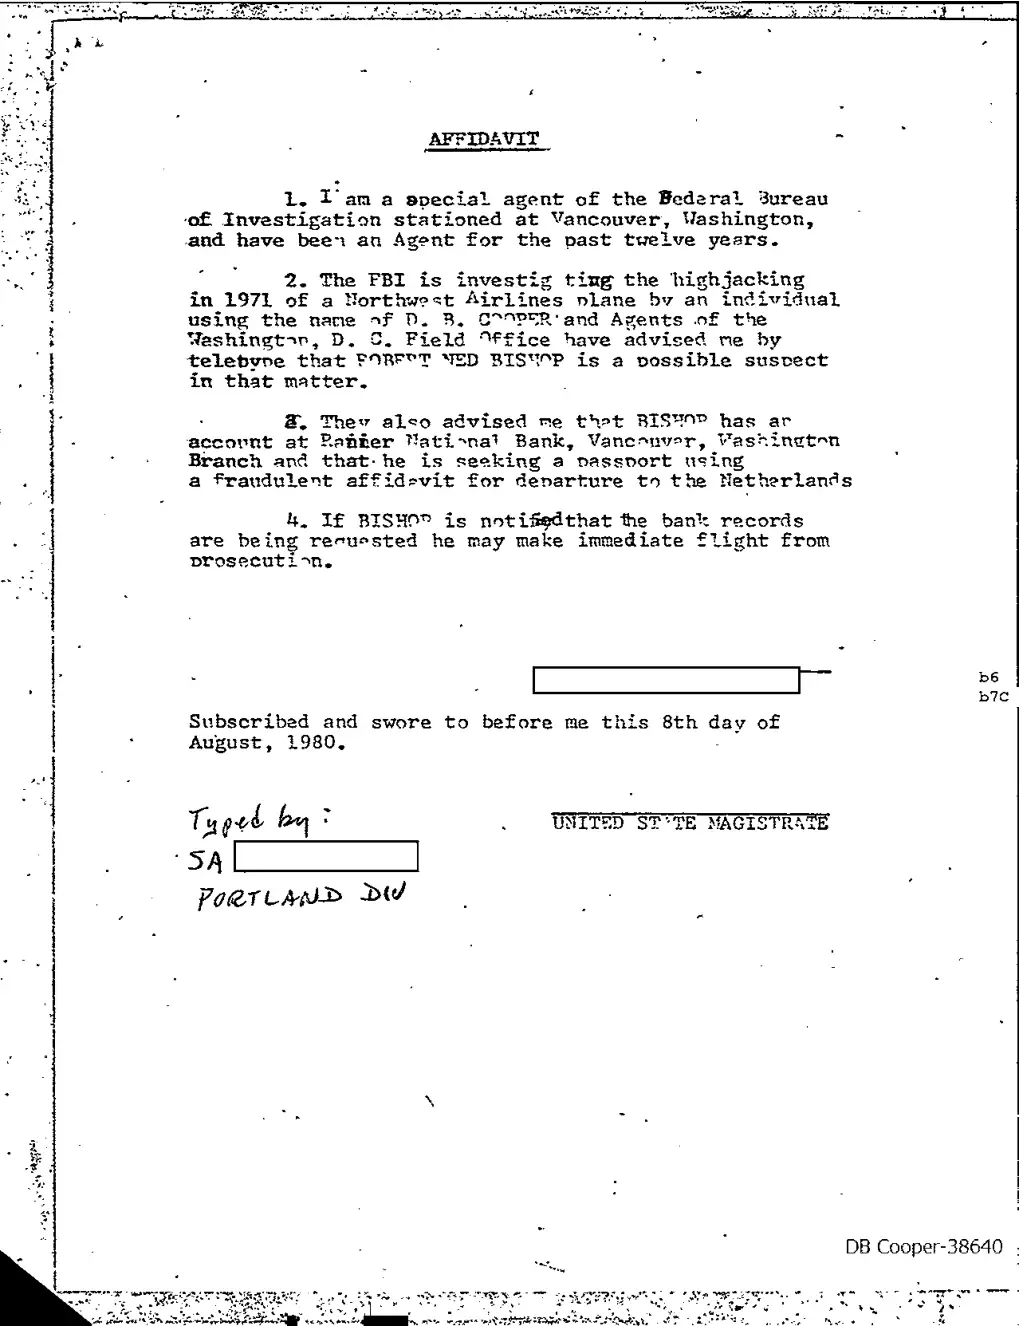 AFFIDAVIT
1. I am a special agent of the Federal Bureau
of Investigation stationed at Vancouver, Washington,
and have been an Agent for the past twelve years.
2. The FBI is investig ting the highjacking
in 1971 of a Northwest Airlines plane by an individual
using the name of D. B. COOPER and Agents of the
Washington, D. C. Field Office have advised me by
teletype that ROBERT NED BISHOP is a possible suspect
in that matter.
3. They also advised me that BISHOP has an
account at Ranier National Bank, Vancouver, Washington
Branch and that he is seeking a passport using
a fraudulent affidavit for departure to the Netherlands
4. If BISHOP is notified that the bank records
are being requested he may make immediate flight from
prosecution.
b6
b7C
Subscribed and swore to before me this 8th day of
August, 1980.
Typed by:
UNITED STATE MAGISTRATE
SA
PORTLAND DIV
DB Cooper-38640